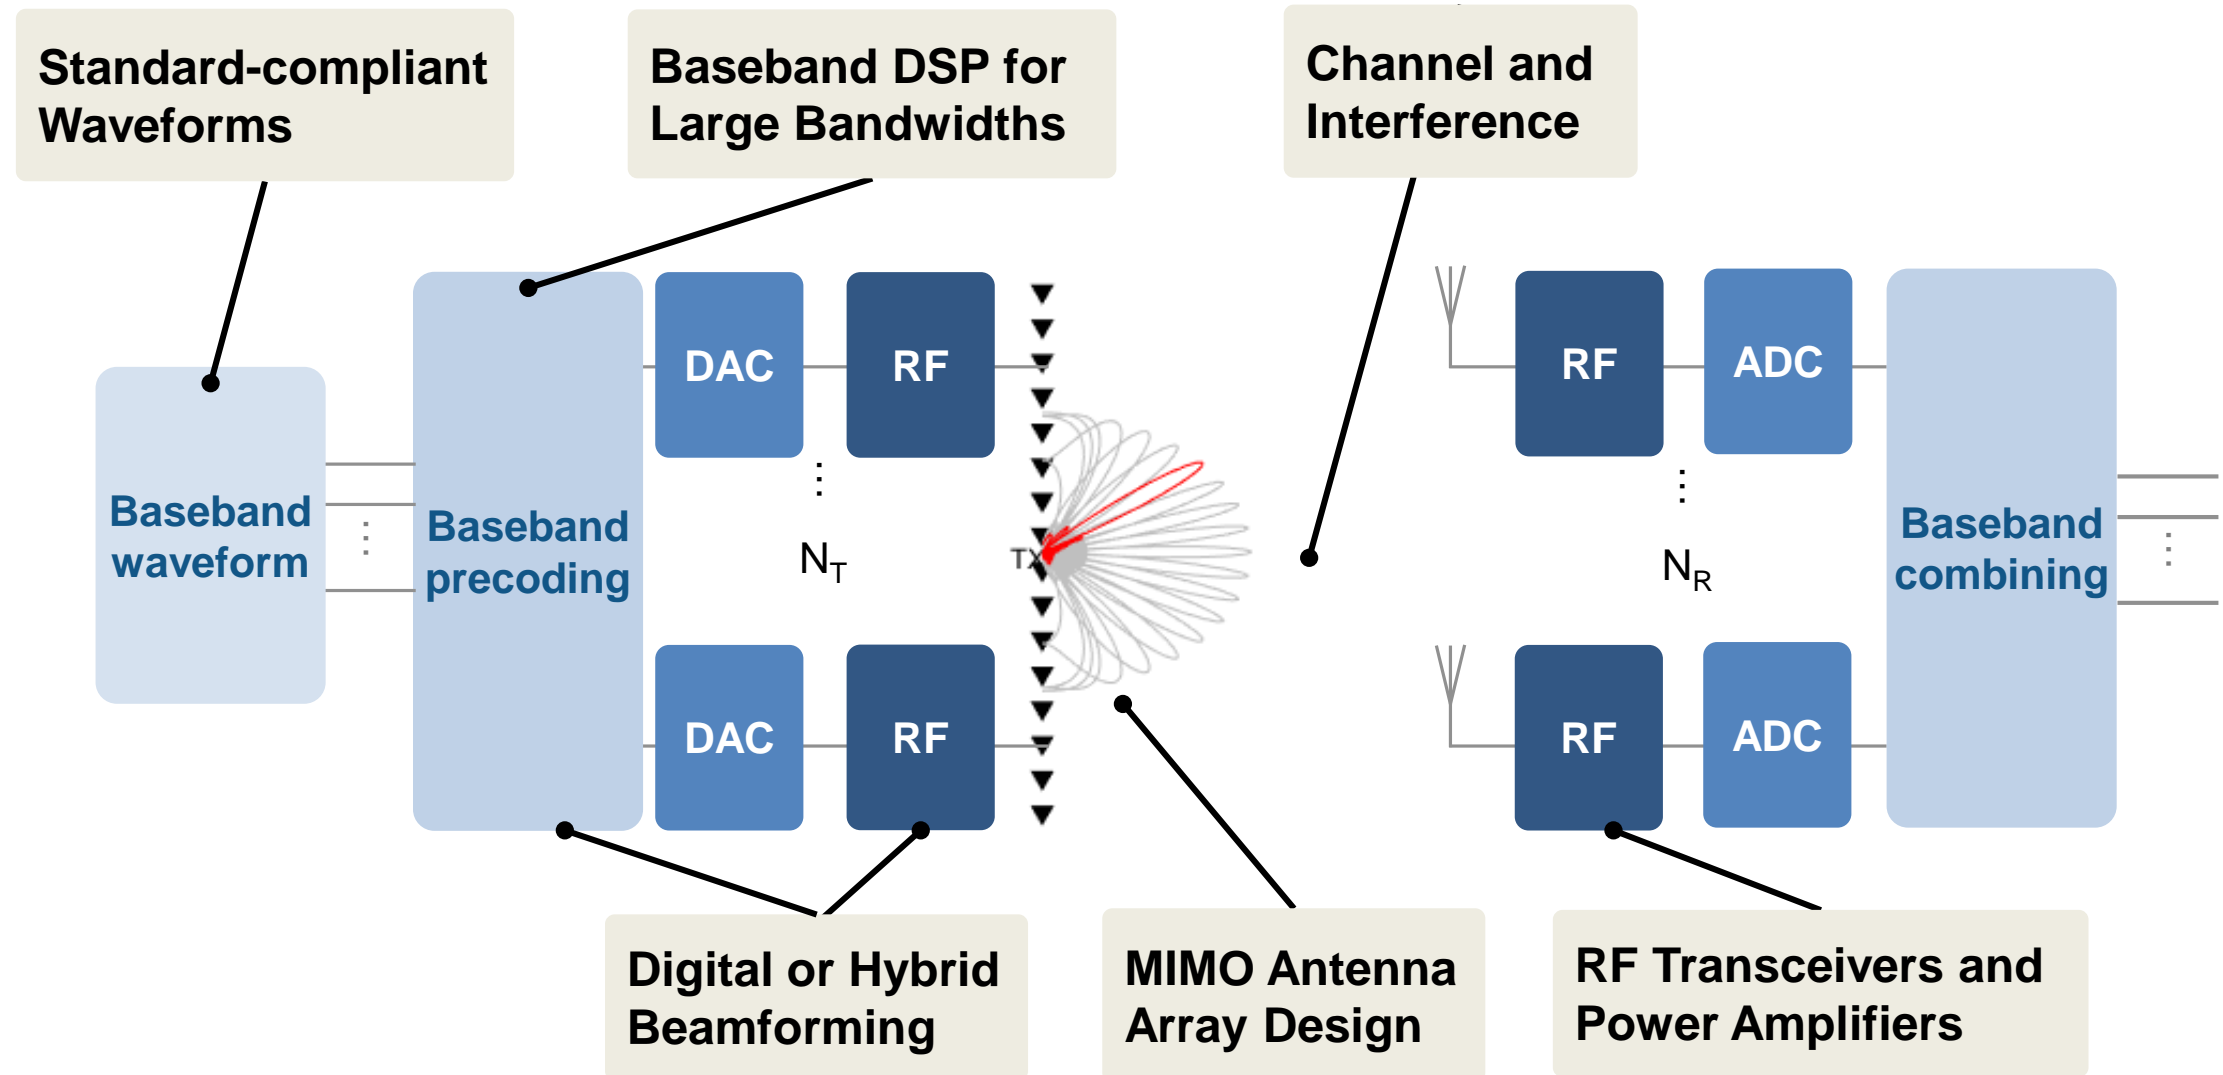 Standard-compliant
Waveforms
Baseband DSP for
Large Bandwidths
Channel and
Interference
Baseband
waveform
Baseband
precoding
DAC
RF
⋮
N_T
DAC
RF
TX
RF
ADC
⋮
N_R
RF
ADC
Baseband
combining
Digital or Hybrid
Beamforming
MIMO Antenna
Array Design
RF Transceivers and
Power Amplifiers